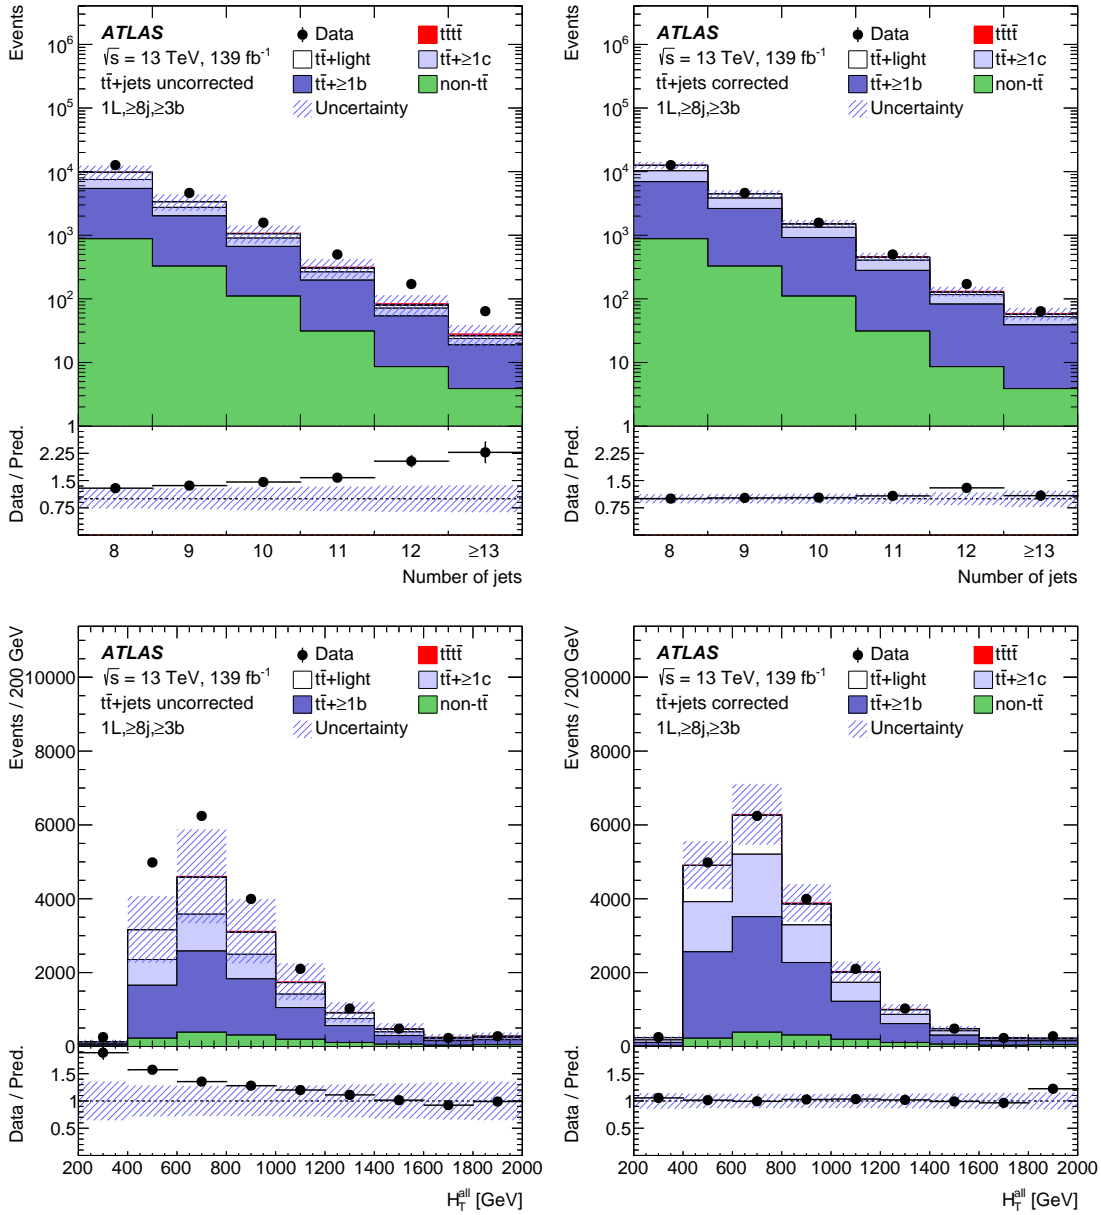 Events
10⁶
10⁵
10⁴
10³
10²
10
1
ATLAS
√s = 13 TeV, 139 fb⁻¹
tt̄+jets uncorrected
1L,≥8j,≥3b
Data
tt̄tt̄
tt̄+light
tt̄+≥1c
tt̄+≥1b
non-tt̄
Uncertainty
Data / Pred.
2.25
1.5
0.75
8 9 10 11 12 ≥13
Number of jets
Events
10⁶
10⁵
10⁴
10³
10²
10
1
ATLAS
√s = 13 TeV, 139 fb⁻¹
tt̄+jets corrected
1L,≥8j,≥3b
Data
tt̄tt̄
tt̄+light
tt̄+≥1c
tt̄+≥1b
non-tt̄
Uncertainty
Data / Pred.
2.25
1.5
0.75
8 9 10 11 12 ≥13
Number of jets
Events / 200 GeV
10000
8000
6000
4000
2000
0
ATLAS
√s = 13 TeV, 139 fb⁻¹
tt̄+jets uncorrected
1L,≥8j,≥3b
Data
tt̄tt̄
tt̄+light
tt̄+≥1c
tt̄+≥1b
non-tt̄
Uncertainty
Data / Pred.
1.5
1
0.5
200 400 600 800 1000 1200 1400 1600 1800 2000
H_T^all [GeV]
Events / 200 GeV
10000
8000
6000
4000
2000
0
ATLAS
√s = 13 TeV, 139 fb⁻¹
tt̄+jets corrected
1L,≥8j,≥3b
Data
tt̄tt̄
tt̄+light
tt̄+≥1c
tt̄+≥1b
non-tt̄
Uncertainty
Data / Pred.
1.5
1
0.5
200 400 600 800 1000 1200 1400 1600 1800 2000
H_T^all [GeV]